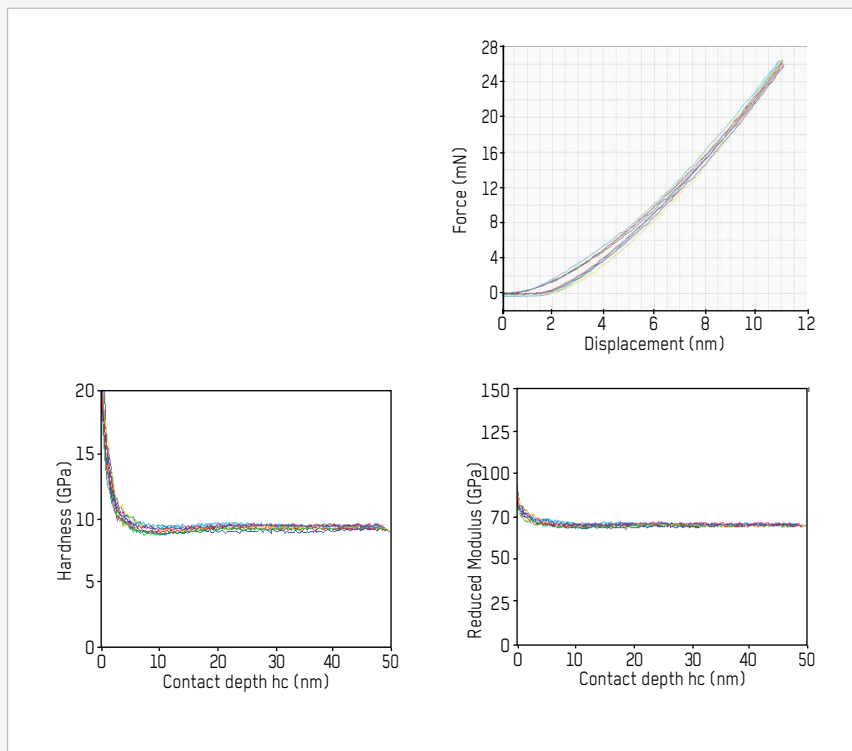 28
24
20
16
12
8
4
0
Force (mN)
0 2 4 6 8 10 12
Displacement (nm)
20
15
10
5
0
Hardness (GPa)
0 10 20 30 40 50
Contact depth hc (nm)
150
125
100
70
50
25
0
Reduced Modulus (GPa)
0 10 20 30 40 50
Contact depth hc (nm)